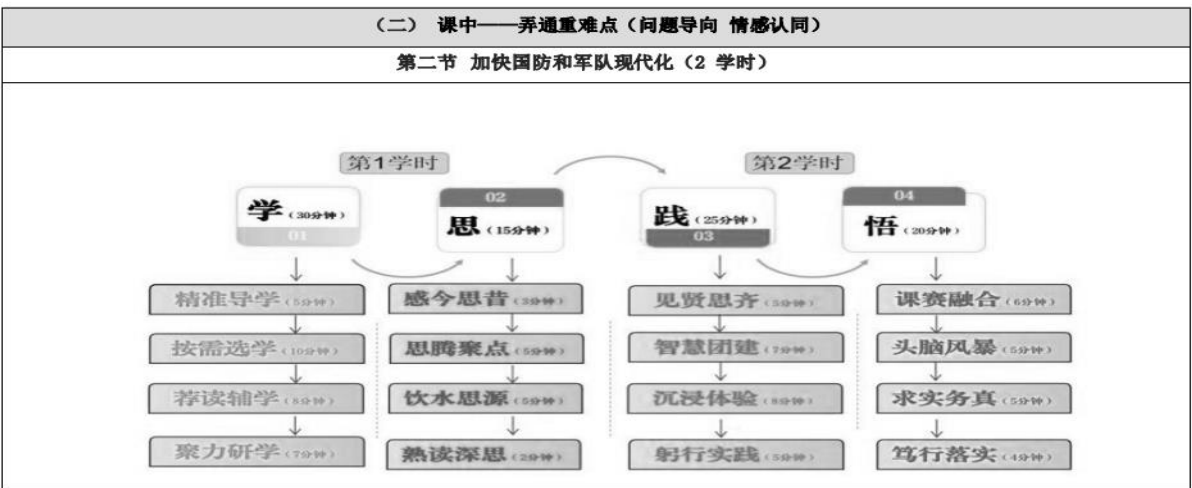 （二） 课中——弄通重难点（问题导向 情感认同）
第二节 加快国防和军队现代化（2 学时）
第1学时
第2学时
学（30分钟）
01
02
思（15分钟）
践（25分钟）
03
04
悟（20分钟）
精准导学（5分钟）
感今思昔（3分钟）
见贤思齐（5分钟）
课赛融合（6分钟）
按需选学（10分钟）
思腾聚点（5分钟）
智慧团建（7分钟）
头脑风暴（5分钟）
荐读辅学（8分钟）
饮水思源（5分钟）
沉浸体验（8分钟）
求实务真（5分钟）
聚力研学（7分钟）
熟读深思（2分钟）
躬行实践（5分钟）
笃行落实（4分钟）